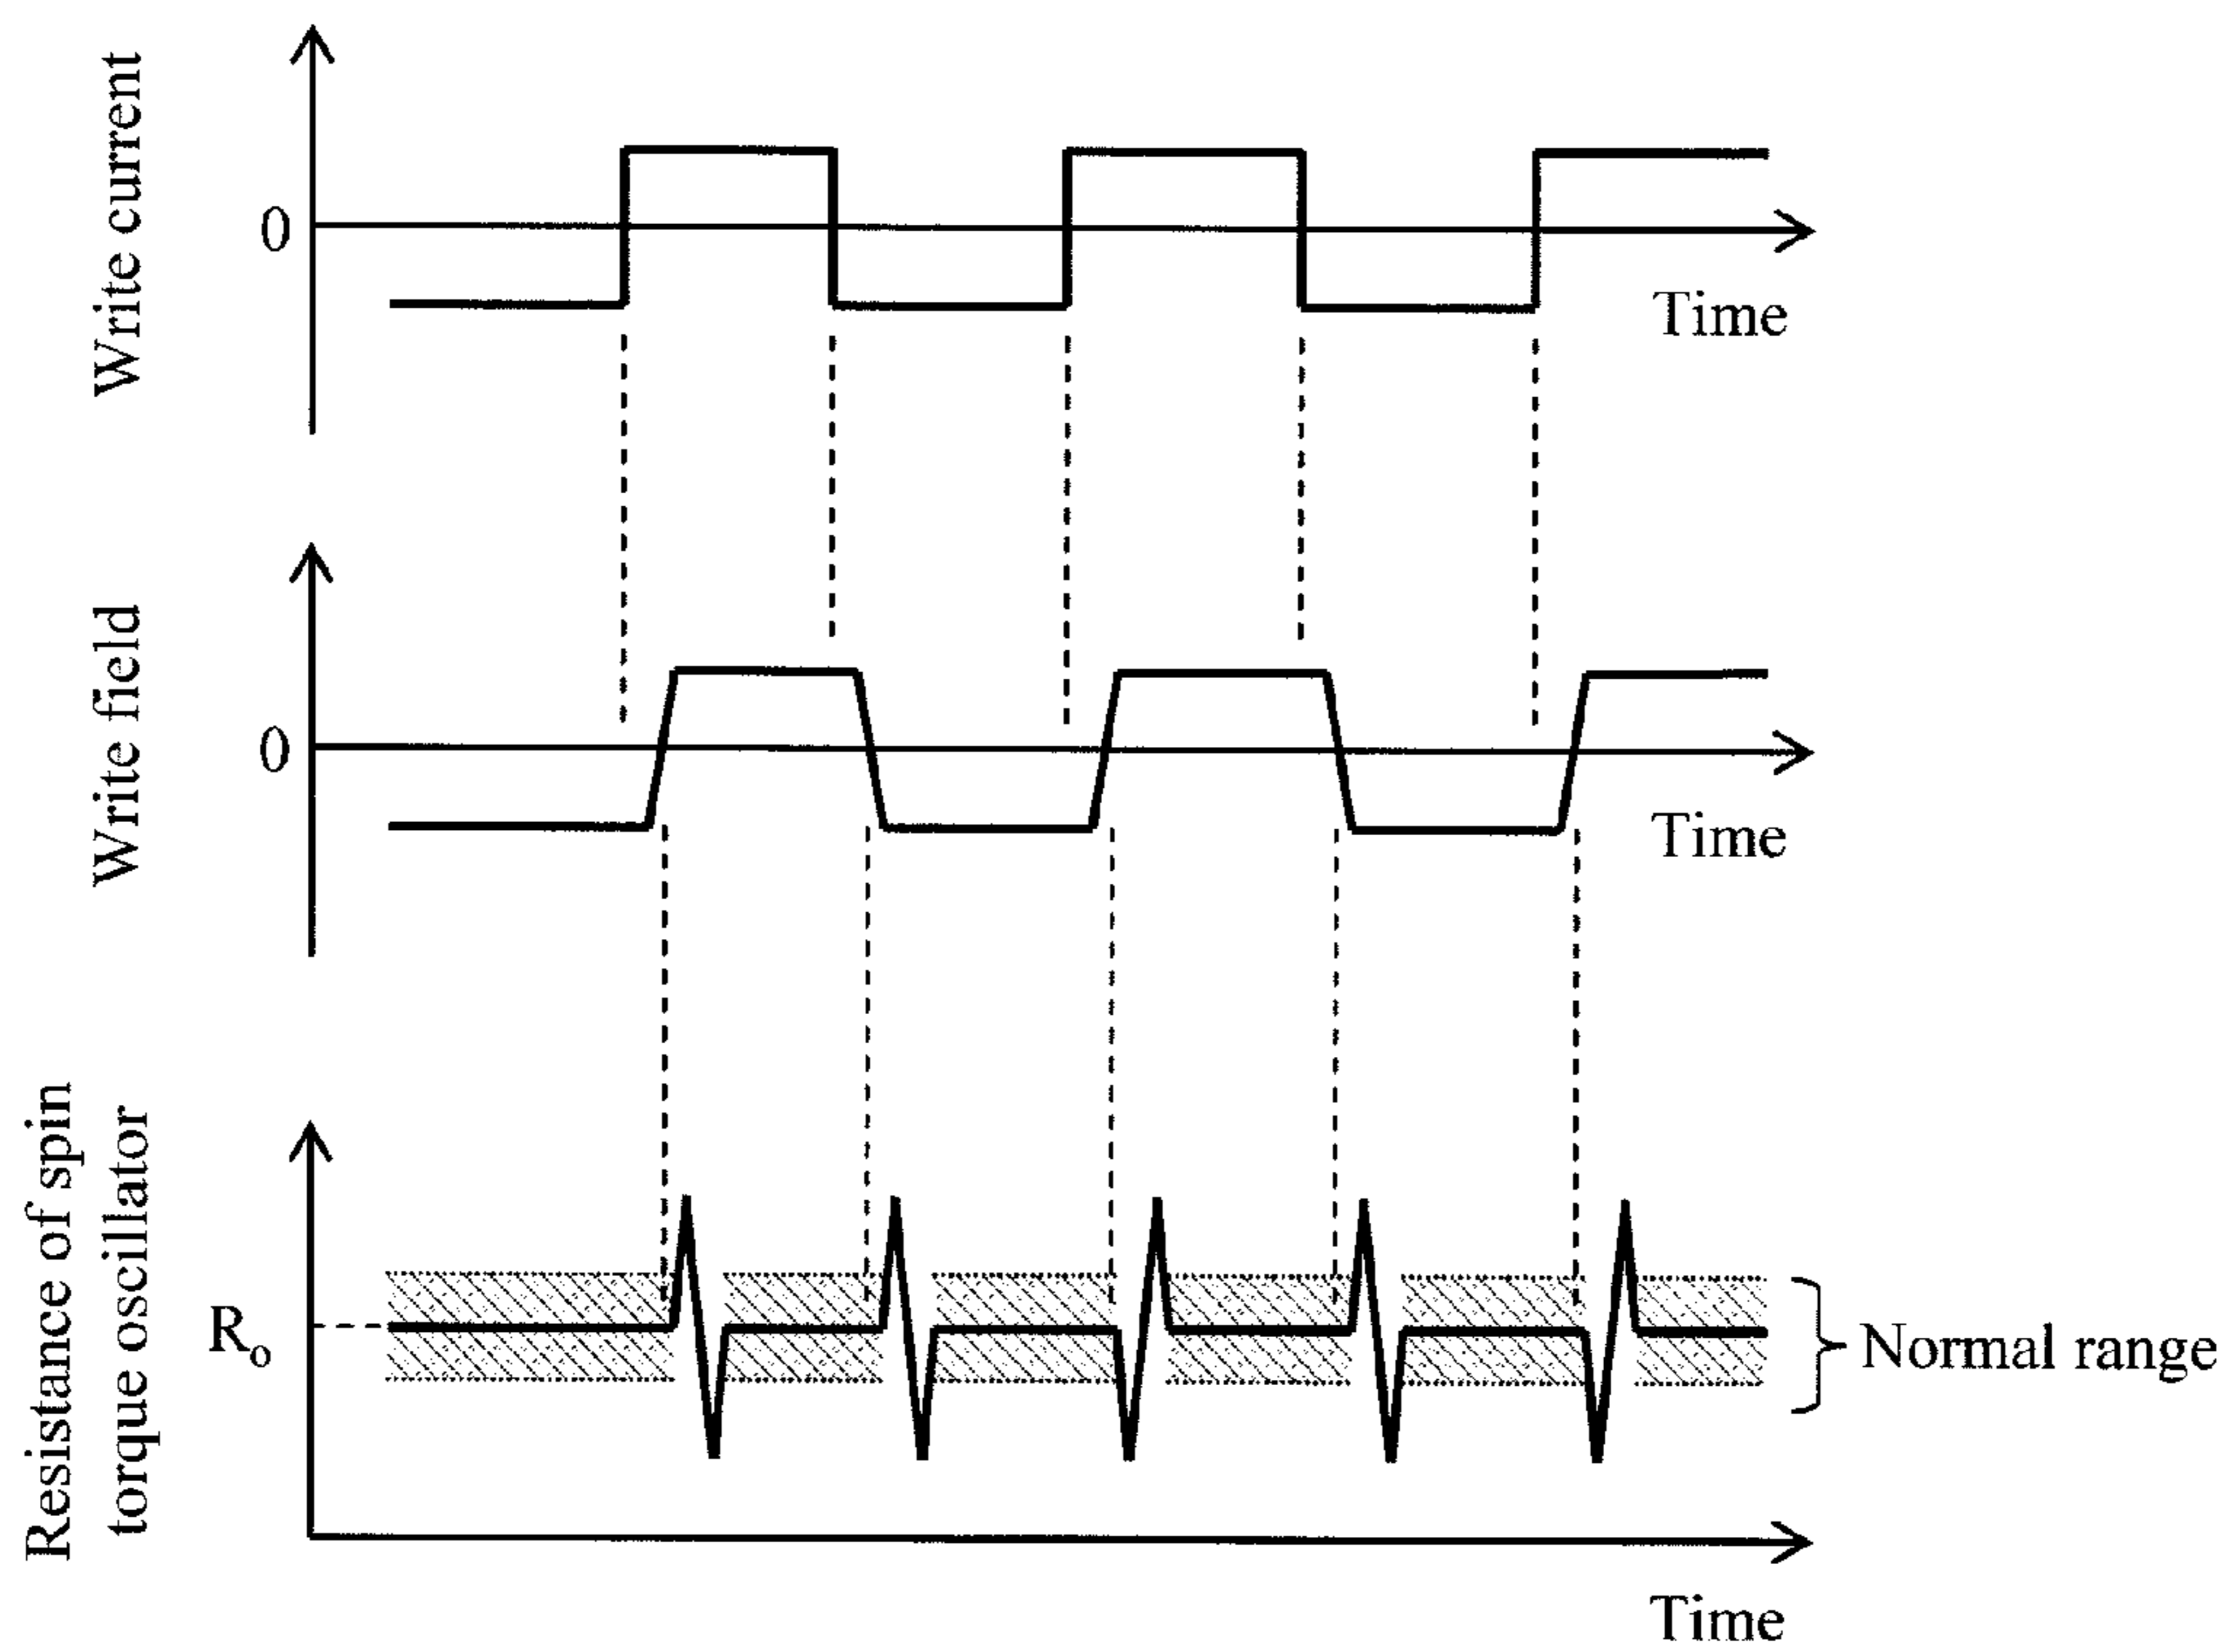 Write current
0
Time
Write field
0
Time
Resistance of spin
torque oscillator
Ro
Normal range
Time